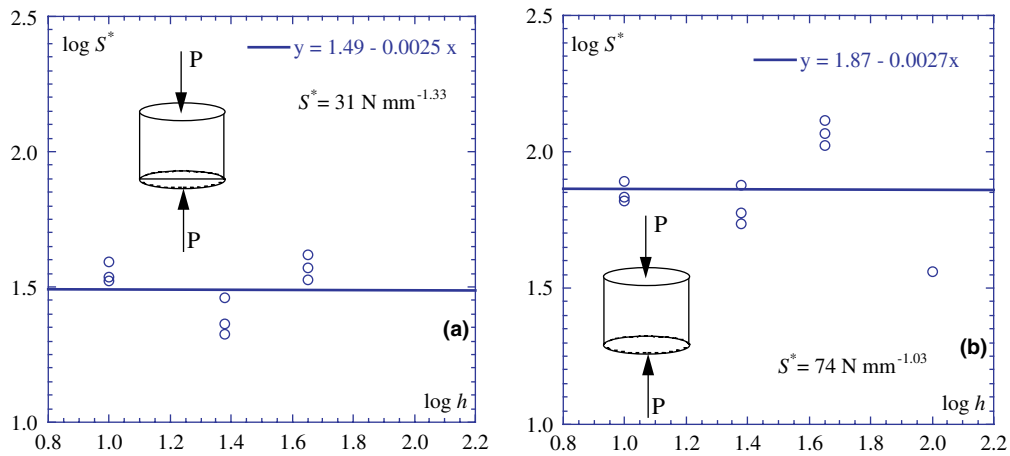 2.5
log S*
y = 1.49 - 0.0025 x
P
S* = 31 N mm^-1.33
2.0
P
1.5
(a)
log h
1.0
0.8 1.0 1.2 1.4 1.6 1.8 2.0 2.2
2.5
log S*
y = 1.87 - 0.0027x
2.0
P
1.5
(b)
S* = 74 N mm^-1.03
P
log h
1.0
0.8 1.0 1.2 1.4 1.6 1.8 2.0 2.2